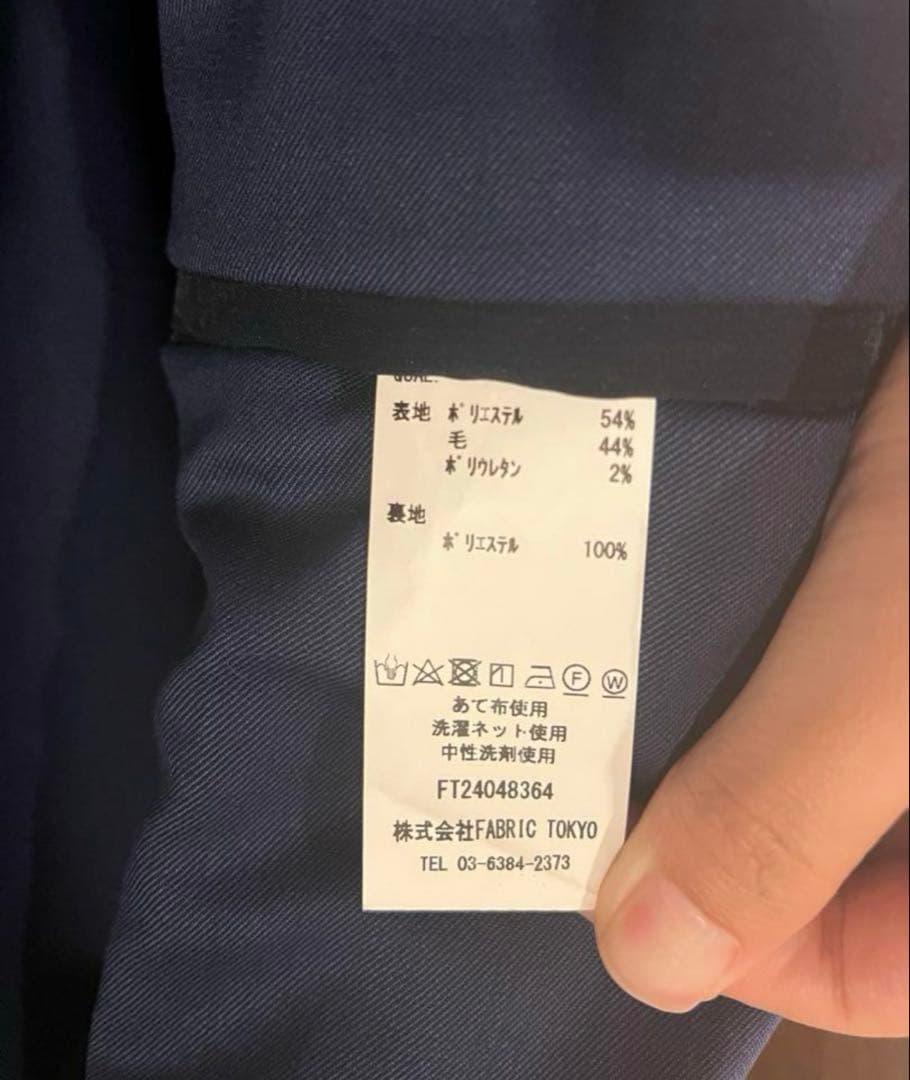 QUAL.
表地 ﾎﾟﾘｴｽﾃﾙ 54%
毛 44%
ﾎﾟﾘｳﾚﾀﾝ 2%
裏地
ﾎﾟﾘｴｽﾃﾙ 100%
F W
あて布使用
洗濯ネット使用
中性洗剤使用
FT24048364
株式会社FABRIC TOKYO
TEL 03-6384-2373